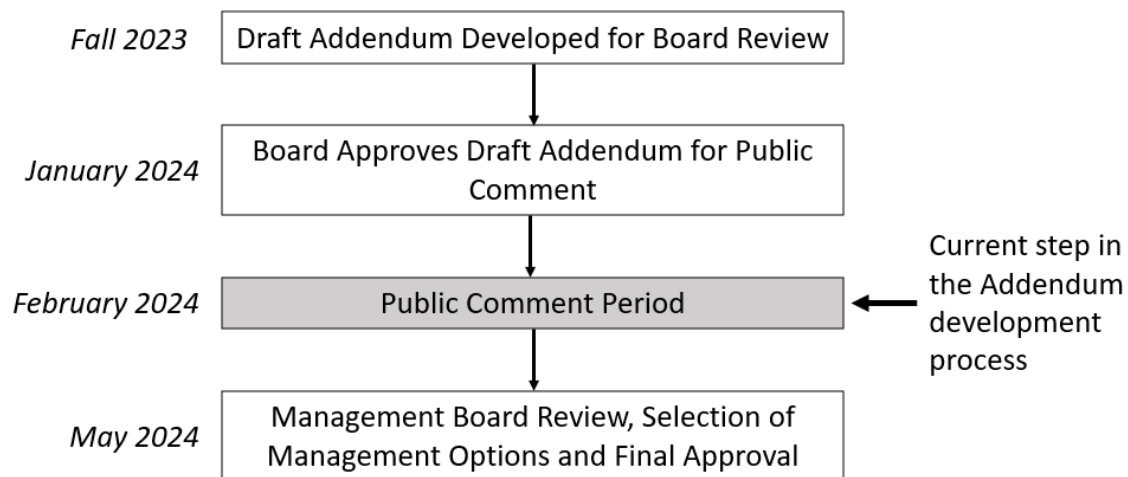 Fall 2023
Draft Addendum Developed for Board Review
January 2024
Board Approves Draft Addendum for Public
Comment
February 2024
Public Comment Period
Current step in
the Addendum
development
process
May 2024
Management Board Review, Selection of
Management Options and Final Approval